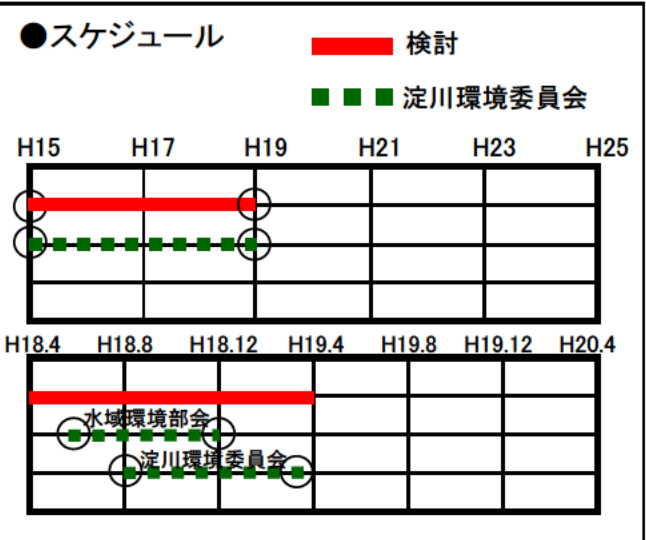 ●スケジュール
検討
淀川環境委員会
H15 H17 H19 H21 H23 H25
H18.4 H18.8 H18.12 H19.4 H19.8 H19.12 H20.4
水域環境部会
淀川環境委員会